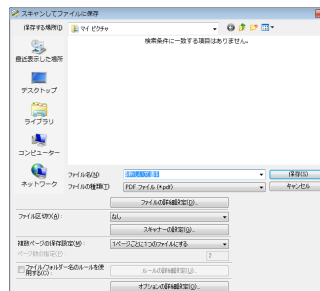 スキャンしてファイルに保存
保存する場所(I)
マイ ピクチャ
検索条件に一致する項目はありません。
最近表示した場所
デスクトップ
ライブラリ
コンピューター
ネットワーク
ファイル名(N):
保存(S)
ファイルの種類(T):
PDF ファイル (*.pdf)
キャンセル
ファイルの詳細設定(D)...
ファイル区切り(A):
なし
スキャナーの設定(G)...
複数ページの保存設定(M):
1ページごとに1つのファイルにする
ページ数の指定(P):
2
ファイル/フォルダー名のルールを使用する(C):
ルールの詳細設定(U)...
オプションの詳細設定(O)...